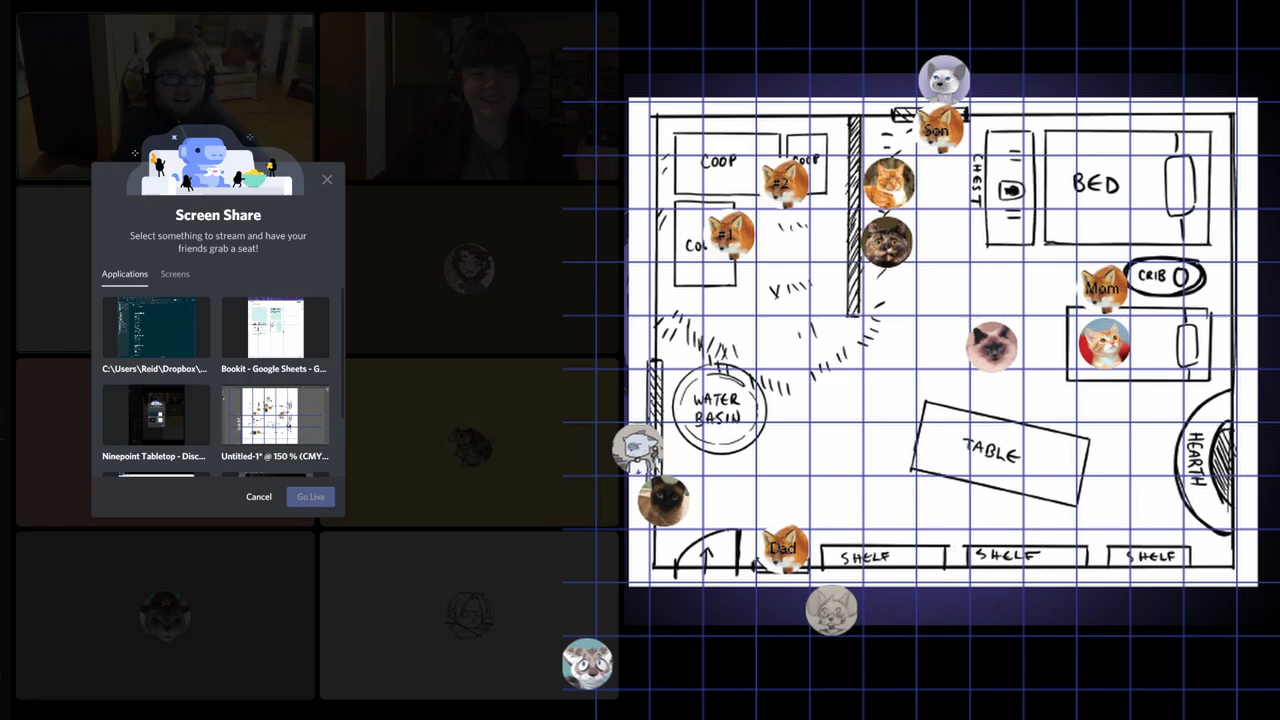 Screen Share
Select something to stream and have your
friends grab a seat!
Applications
Screens
C:\Users\Reid\Dropbox\...
Bookit - Google Sheets - G...
Ninepoint Tabletop - Disc...
Untitled-1* @ 150 % (CMY...
Cancel
Go Live
Son
COOP
COOP
#2
CHEST
BED
#1
CRIB
Mom
WATER
BASIN
TABLE
HEARTH
Dad
SHELF
SHELF
SHELF